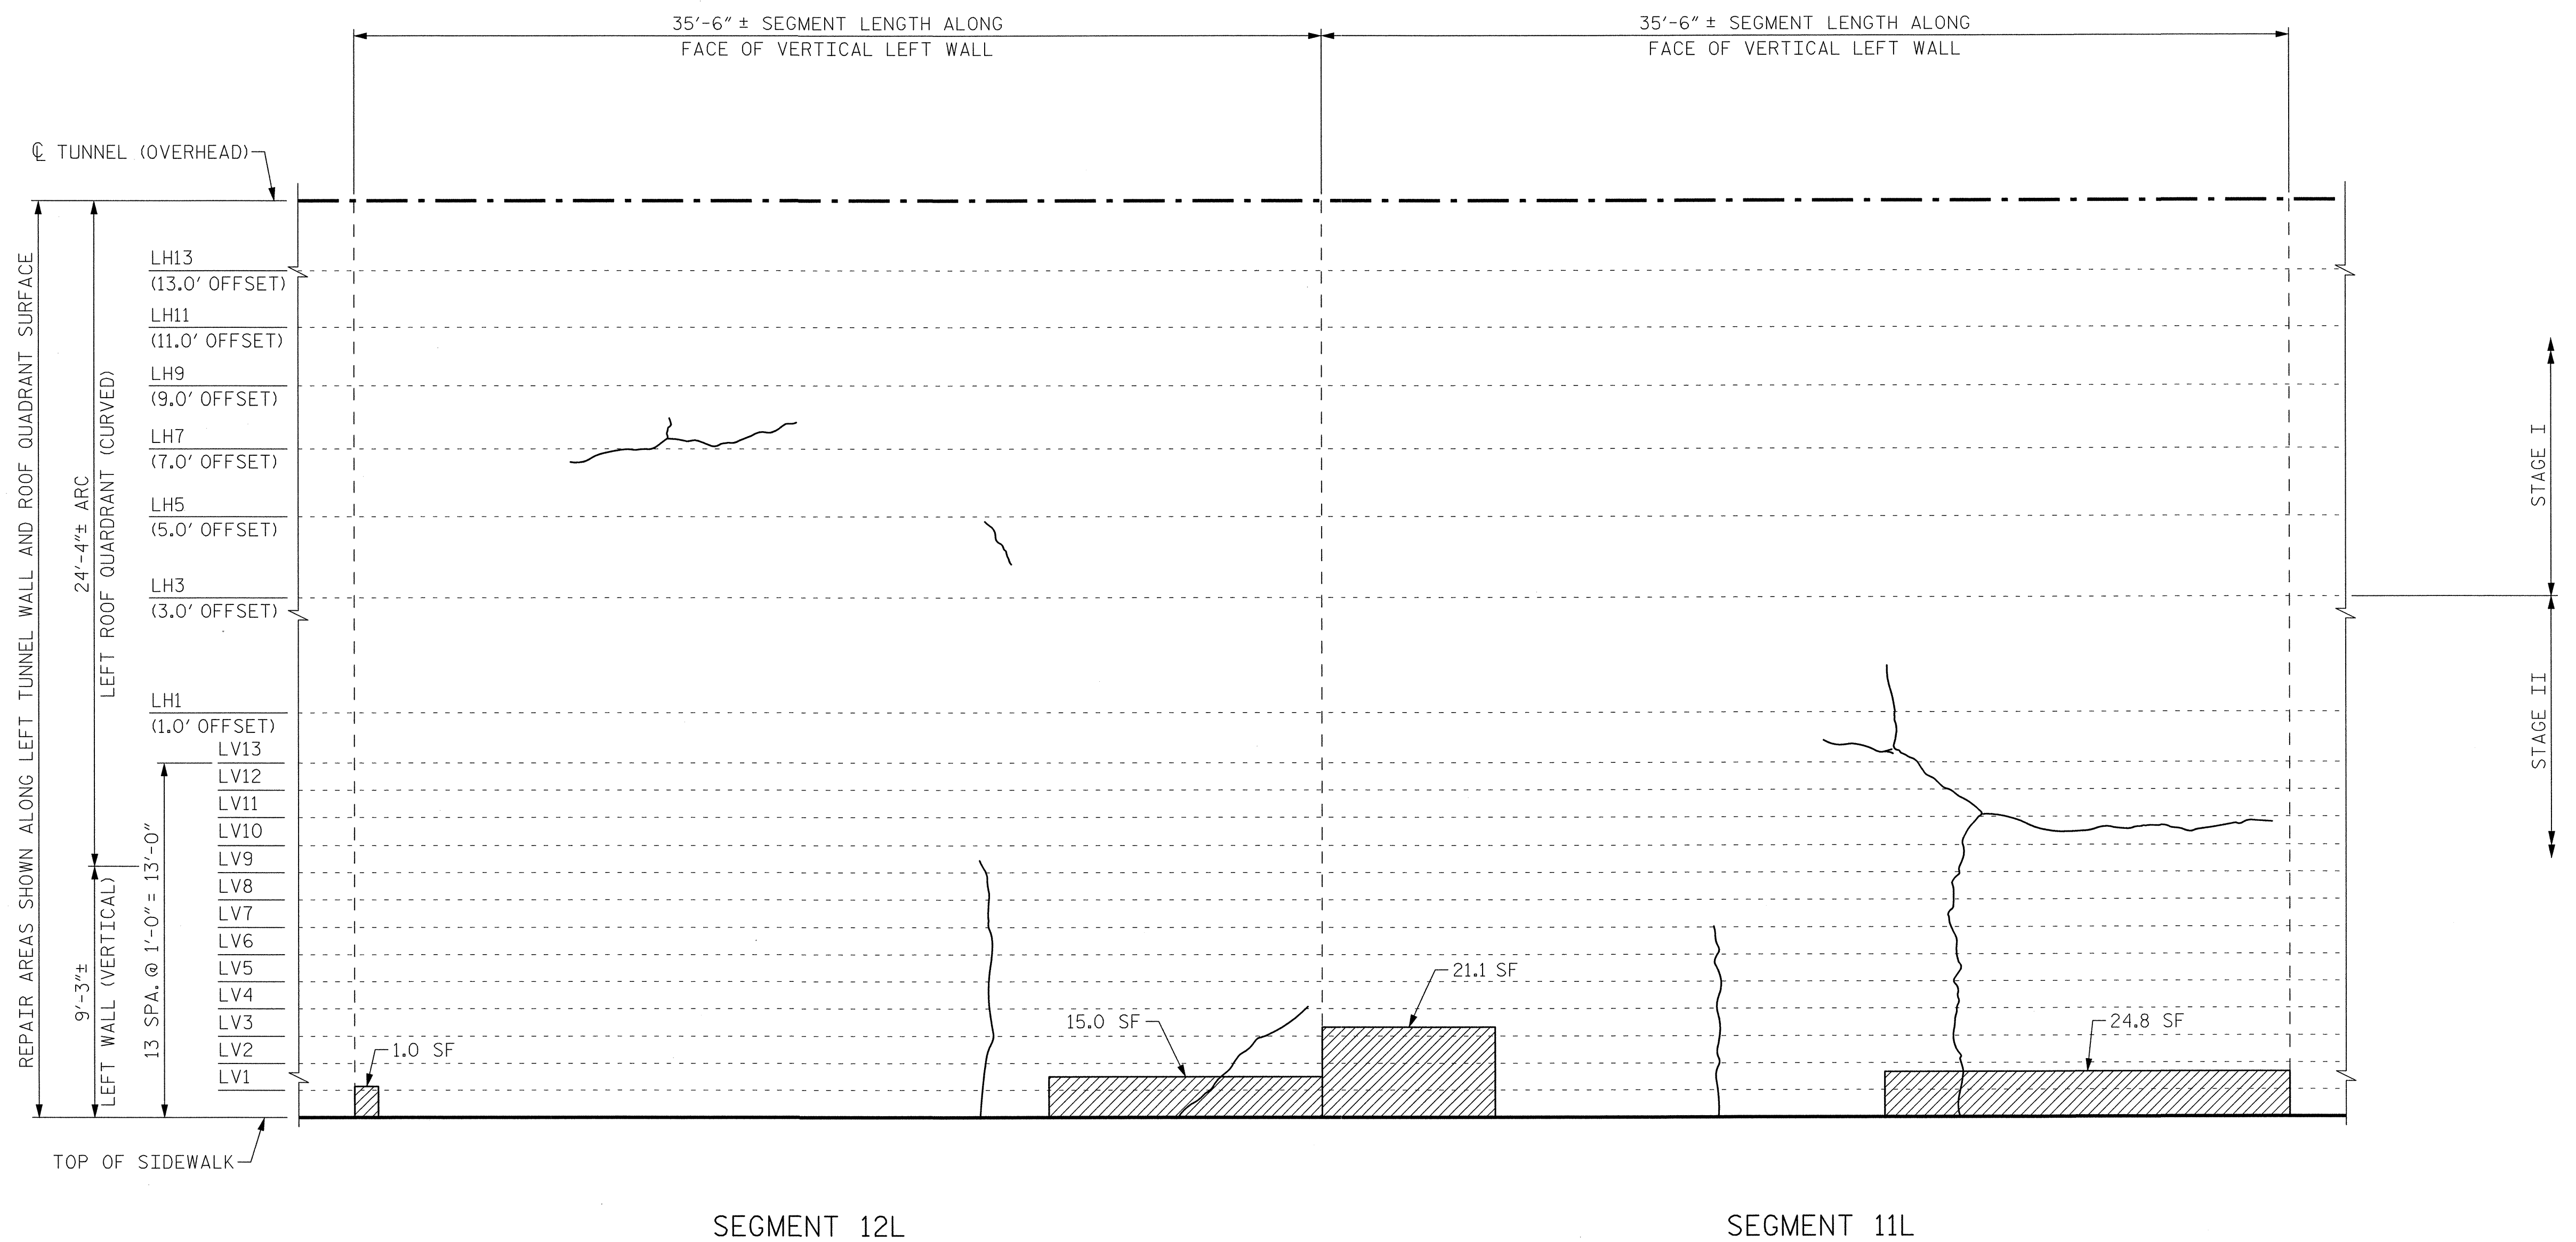 35'-6" ± SEGMENT LENGTH ALONG
FACE OF VERTICAL LEFT WALL
35'-6" ± SEGMENT LENGTH ALONG
FACE OF VERTICAL LEFT WALL
℄ TUNNEL (OVERHEAD)
REPAIR AREAS SHOWN ALONG LEFT TUNNEL WALL AND ROOF QUADRANT SURFACE
24'-4"± ARC
LEFT ROOF QUARDRANT (CURVED)
9'-3"±
LEFT WALL (VERTICAL)
13 SPA. @ 1'-0" = 13'-0"
LH13
(13.0' OFFSET)
LH11
(11.0' OFFSET)
LH9
(9.0' OFFSET)
LH7
(7.0' OFFSET)
LH5
(5.0' OFFSET)
LH3
(3.0' OFFSET)
LH1
(1.0' OFFSET)
LV13
LV12
LV11
LV10
LV9
LV8
LV7
LV6
LV5
LV4
LV3
LV2
LV1
1.0 SF
15.0 SF
21.1 SF
24.8 SF
STAGE I
STAGE II
TOP OF SIDEWALK
SEGMENT 12L
SEGMENT 11L